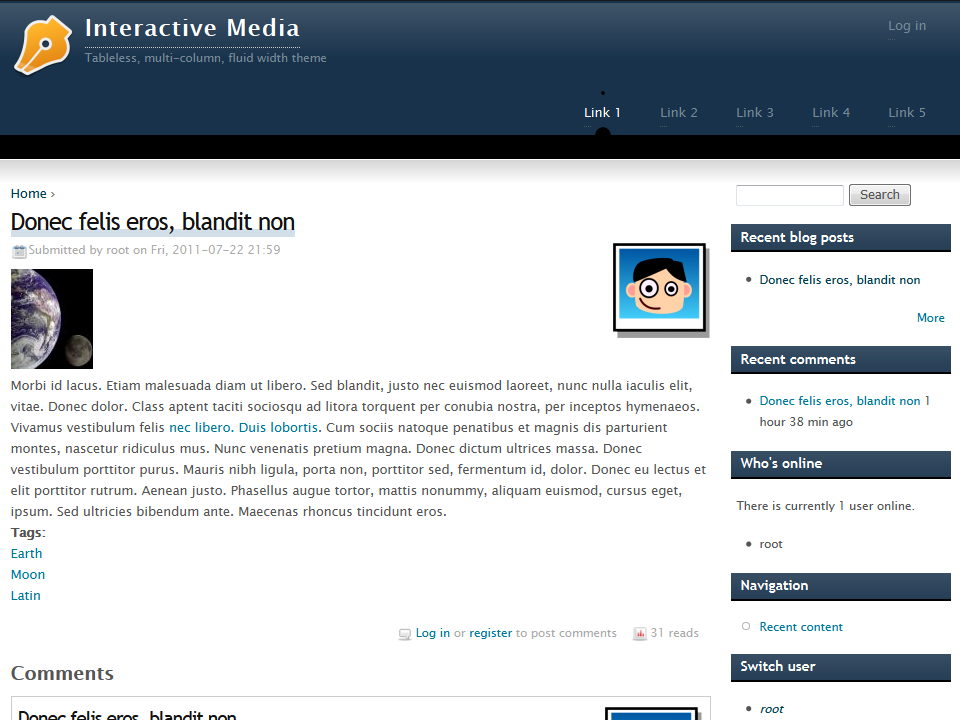 Interactive Media
Tableless, multi-column, fluid width theme
Log in
Link 1
Link 2
Link 3
Link 4
Link 5
Home ›
Donec felis eros, blandit non
Submitted by root on Fri, 2011-07-22 21:59
Morbi id lacus. Etiam malesuada diam ut libero. Sed blandit, justo nec euismod laoreet, nunc nulla iaculis elit,
vitae. Donec dolor. Class aptent taciti sociosqu ad litora torquent per conubia nostra, per inceptos hymenaeos.
Vivamus vestibulum felis nec libero. Duis lobortis. Cum sociis natoque penatibus et magnis dis parturient
montes, nascetur ridiculus mus. Nunc venenatis pretium magna. Donec dictum ultrices massa. Donec
vestibulum porttitor purus. Mauris nibh ligula, porta non, porttitor sed, fermentum id, dolor. Donec eu lectus et
elit porttitor rutrum. Aenean justo. Phasellus augue tortor, mattis nonummy, aliquam euismod, cursus eget,
ipsum. Sed ultricies bibendum ante. Maecenas rhoncus tincidunt eros.
Tags:
Earth
Moon
Latin
Log in or register to post comments
31 reads
Comments
Donec felis eros, blandit non
Search
Recent blog posts
Donec felis eros, blandit non
More
Recent comments
Donec felis eros, blandit non 1
hour 38 min ago
Who's online
There is currently 1 user online.
root
Navigation
Recent content
Switch user
root